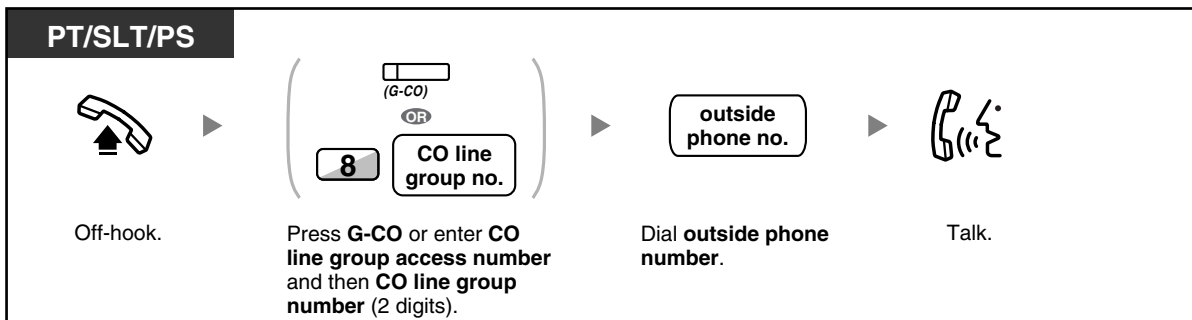 PT/SLT/PS
(G-CO)
OR
8
CO line
group no.
outside
phone no.
Off-hook.
Press G-CO or enter CO
line group access number
and then CO line group
number (2 digits).
Dial outside phone
number.
Talk.